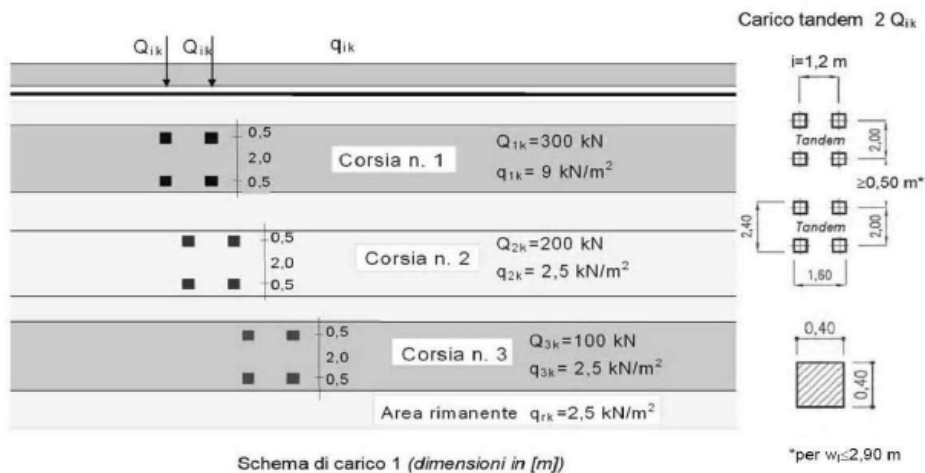 Carico tandem 2 Qik
Qik Qik qik
i=1,2 m
0,5
2,0
0,5
Corsia n. 1
Q1k=300 kN
q1k= 9 kN/m²
Tandem
2,00
≥0,50 m*
0,5
2,0
0,5
Corsia n. 2
Q2k=200 kN
q2k= 2,5 kN/m²
2,40
Tandem
2,00
1,60
0,5
2,0
0,5
Corsia n. 3
Q3k=100 kN
q3k= 2,5 kN/m²
0,40
0,40
Area rimanente qrk=2,5 kN/m²
Schema di carico 1 (dimensioni in [m])
*per wl≤2,90 m